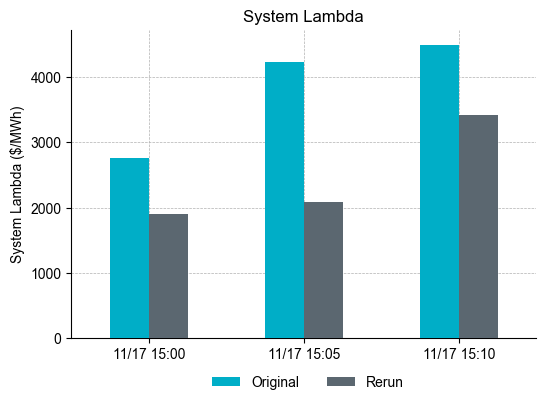 System Lambda
System Lambda ($/MWh)
4000
3000
2000
1000
0
11/17 15:00 11/17 15:05 11/17 15:10
Original Rerun